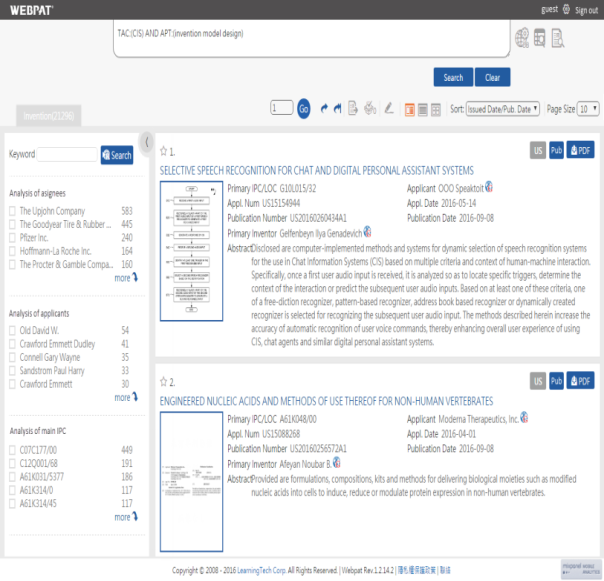 WEBPAT
guest Sign out
TAC:(CIS) AND APT:(invention model design)
Search Clear
1 Go Sort: Issued Date/Pub. Date Page Size 10
Invention(21296)
Keyword Search
Analysis of asignees
The Upjohn Company 583
The Goodyear Tire & Rubber ... 445
Pfizer Inc. 240
Hoffmann-La Roche Inc. 164
The Procter & Gamble Compa... 160
more
Analysis of applicants
Old David W. 54
Crawford Emmett Dudley 41
Connell Gary Wayne 35
Sandstrom Paul Harry 33
Crawford Emmett 30
more
Analysis of main IPC
C07C177/00 449
C12Q001/68 191
A61K031/5377 186
A61K314/0 117
A61K314/45 117
more
1. US Pub PDF
SELECTIVE SPEECH RECOGNITION FOR CHAT AND DIGITAL PERSONAL ASSISTANT SYSTEMS
Primary IPC/LOC G10L015/32 Applicant OOO Speaktoit
Appl. Num US15154944 Appl. Date 2016-05-14
Publication Number US20160260434A1 Publication Date 2016-09-08
Primary Inventor Gelfenbeyn Ilya Genadevich
Abstract Disclosed are computer-implemented methods and systems for dynamic selection of speech recognition systems
for the use in Chat Information Systems (CIS) based on multiple criteria and context of human-machine interaction.
Specifically, once a first user audio input is received, it is analyzed so as to locate specific triggers, determine the
context of the interaction or predict the subsequent user audio inputs. Based on at least one of these criteria, one
of a free-diction recognizer, pattern-based recognizer, address book based recognizer or dynamically created
recognizer is selected for recognizing the subsequent user audio input. The methods described herein increase the
accuracy of automatic recognition of user voice commands, thereby enhancing overall user experience of using
CIS, chat agents and similar digital personal assistant systems.
2. US Pub PDF
ENGINEERED NUCLEIC ACIDS AND METHODS OF USE THEREOF FOR NON-HUMAN VERTEBRATES
Primary IPC/LOC A61K048/00 Applicant Moderna Therapeutics, Inc.
Appl. Num US15088268 Appl. Date 2016-04-01
Publication Number US20160256572A1 Publication Date 2016-09-08
Primary Inventor Afeyan Noubar B.
Abstract Provided are formulations, compositions, kits and methods for delivering biological moieties such as modified
nucleic acids into cells to induce, reduce or modulate protein expression in non-human vertebrates.
Copyright © 2008 - 2016 LearningTech Corp. All Rights Reserved. | Webpat Rev.1.2.14.2 | 隱私權保護政策 | 聯絡